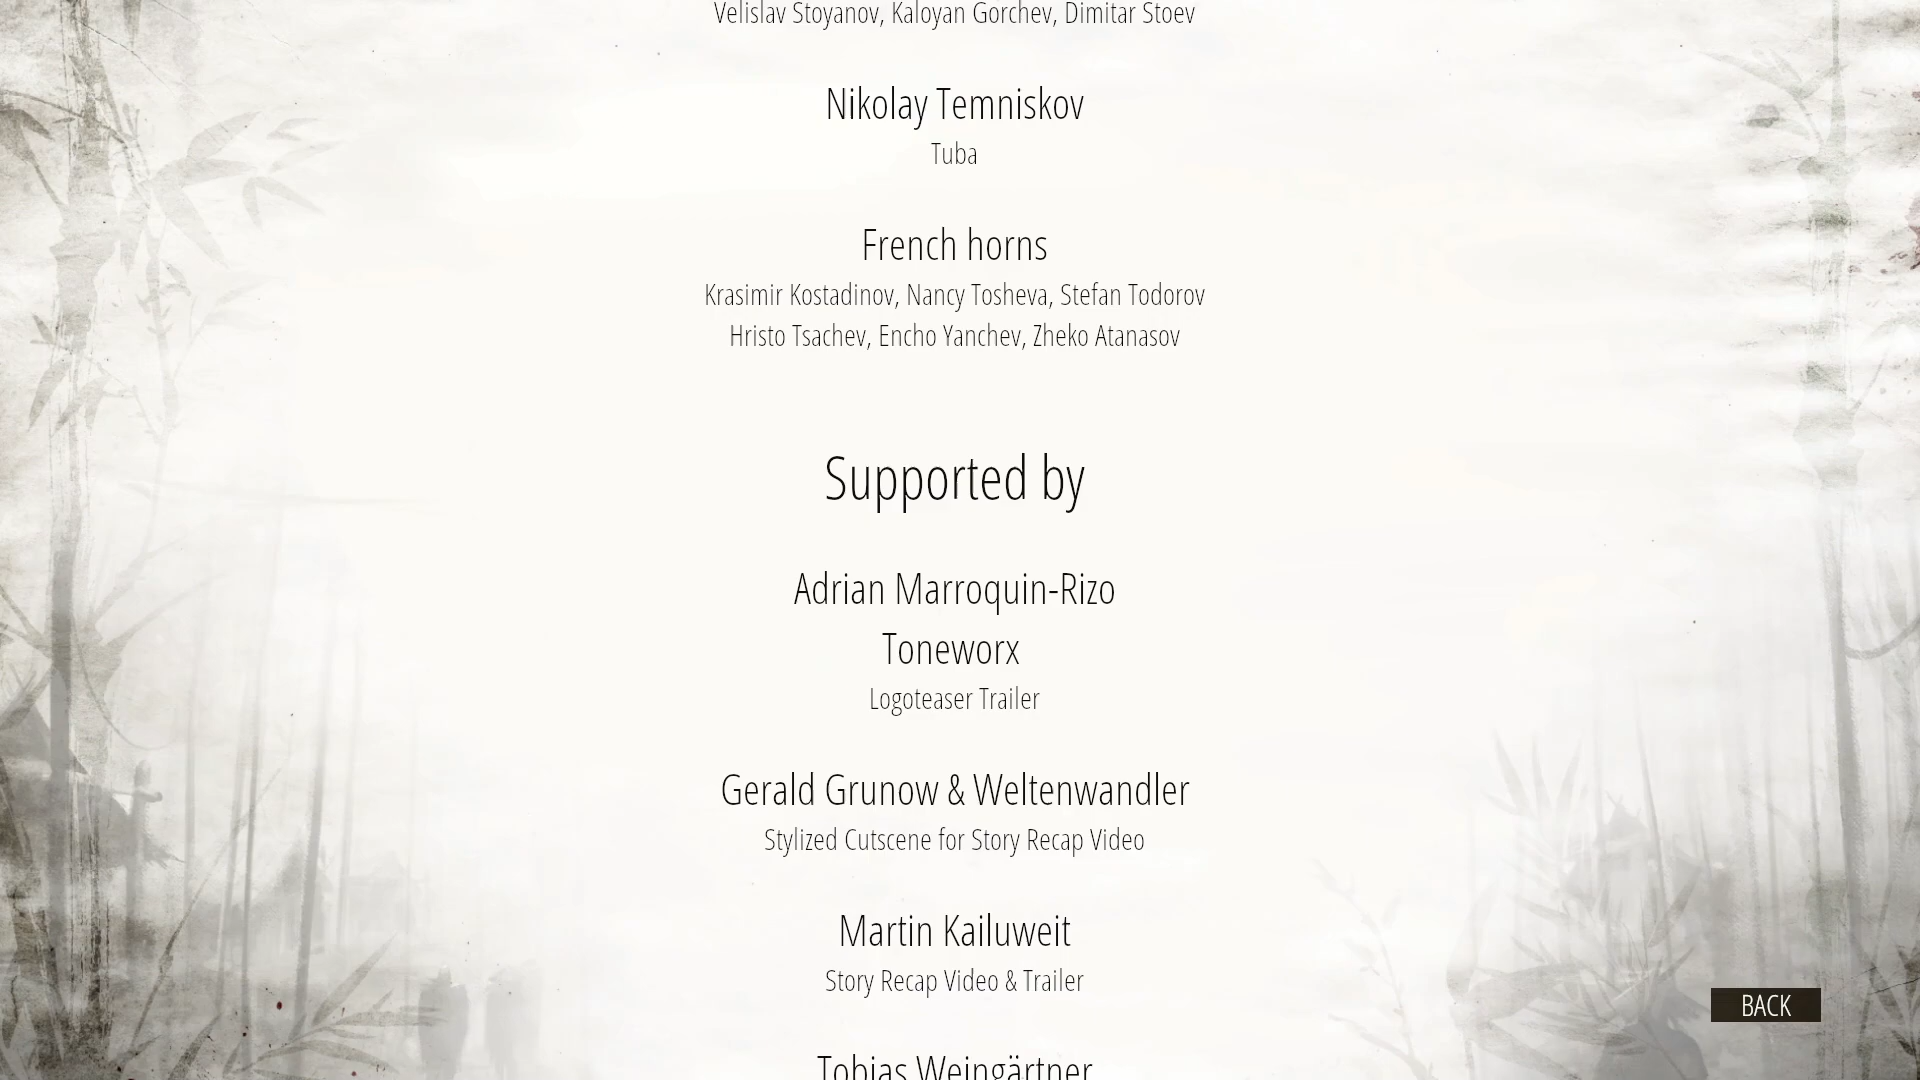 Velislav Stoyanov, Kaloyan Gorchev, Dimitar Stoev
Nikolay Temniskov
Tuba
French horns
Krasimir Kostadinov, Nancy Tosheva, Stefan Todorov
Hristo Tsachev, Encho Yanchev, Zheko Atanasov
Supported by
Adrian Marroquin-Rizo
Toneworx
Logoteaser Trailer
Gerald Grunow & Weltenwandler
Stylized Cutscene for Story Recap Video
Martin Kailuweit
Story Recap Video & Trailer
BACK
Tobias Weingärtner